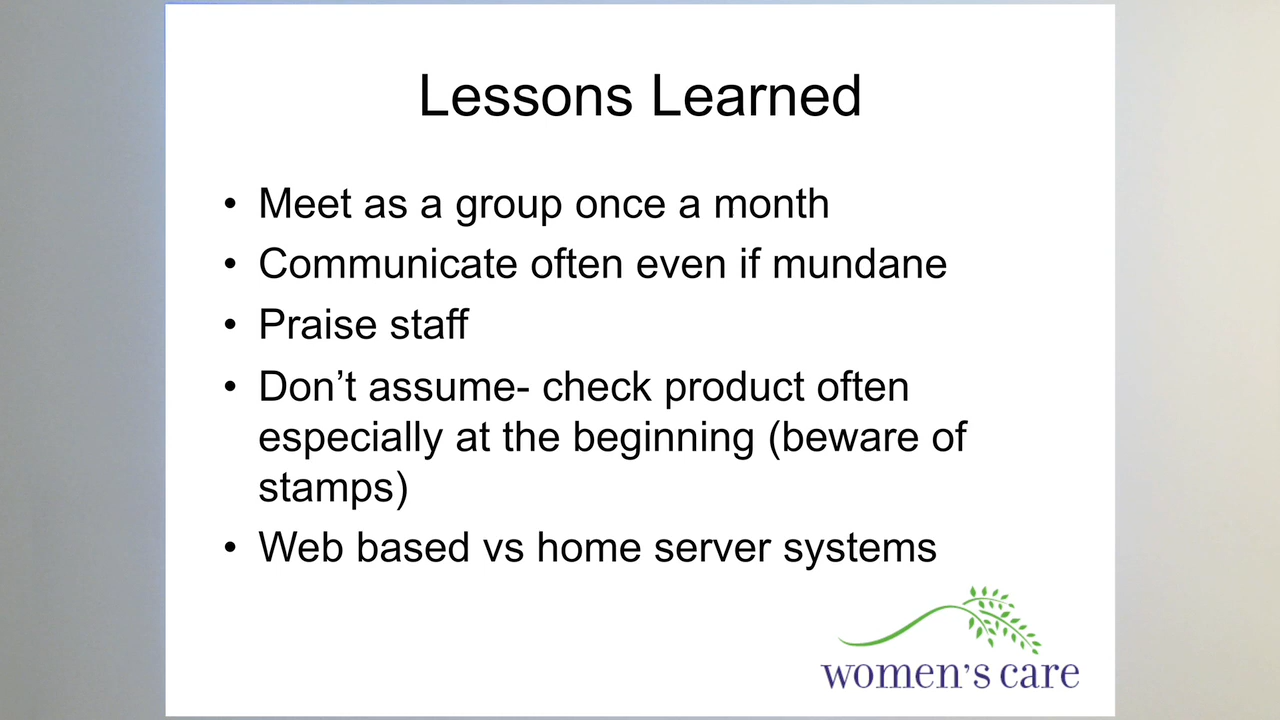 Lessons Learned
• Meet as a group once a month
• Communicate often even if mundane
• Praise staff
• Don’t assume- check product often
especially at the beginning (beware of
stamps)
• Web based vs home server systems
women’s care